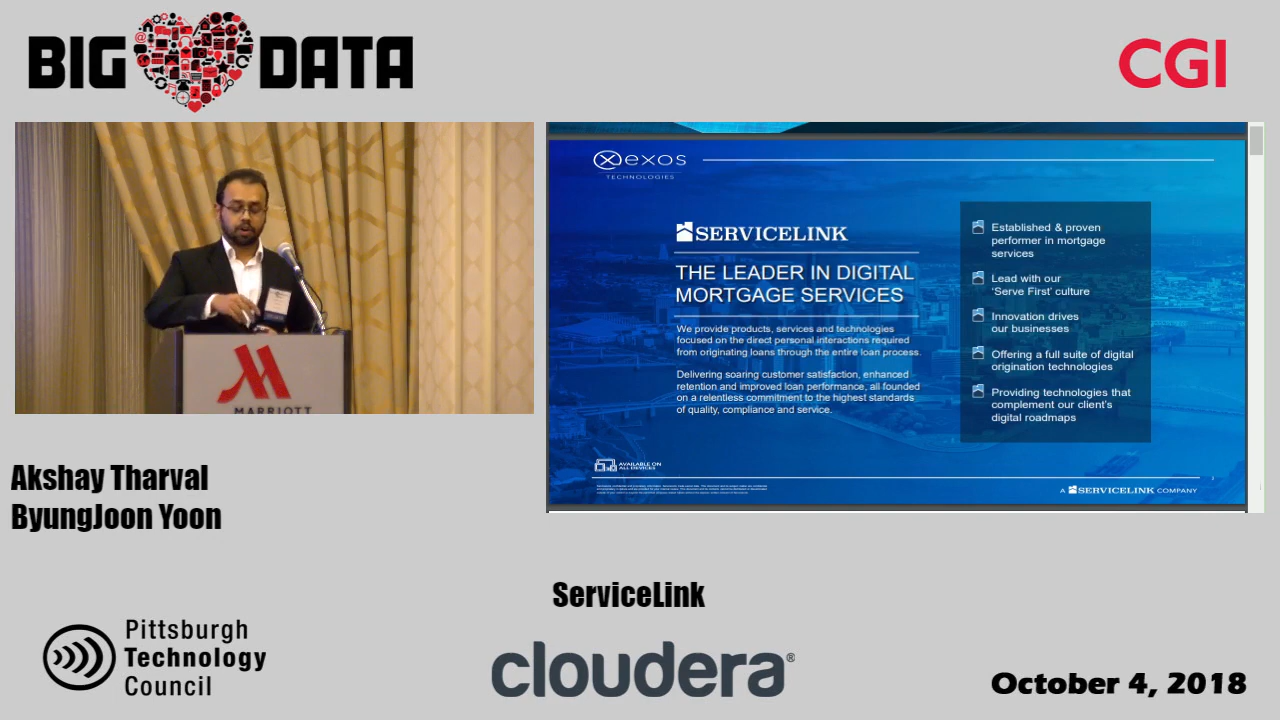 BIG DATA
CGI
exos
TECHNOLOGIES
SERVICELINK
THE LEADER IN DIGITAL
MORTGAGE SERVICES
We provide products, services and technologies
focused on the direct personal interactions required
from originating loans through the entire loan process.
Delivering soaring customer satisfaction, enhanced
retention and improved loan performance, all founded
on a relentless commitment to the highest standards
of quality, compliance and service.
Established & proven
performer in mortgage
services
Lead with our
'Serve First' culture
Innovation drives
our businesses
Offering a full suite of digital
origination technologies
Providing technologies that
complement our client's
digital roadmaps
AVAILABLE ON
ALL DEVICES
A SERVICELINK COMPANY
MARRIOTT
Akshay Tharval
ByungJoon Yoon
ServiceLink
Pittsburgh
Technology
Council
cloudera®
October 4, 2018